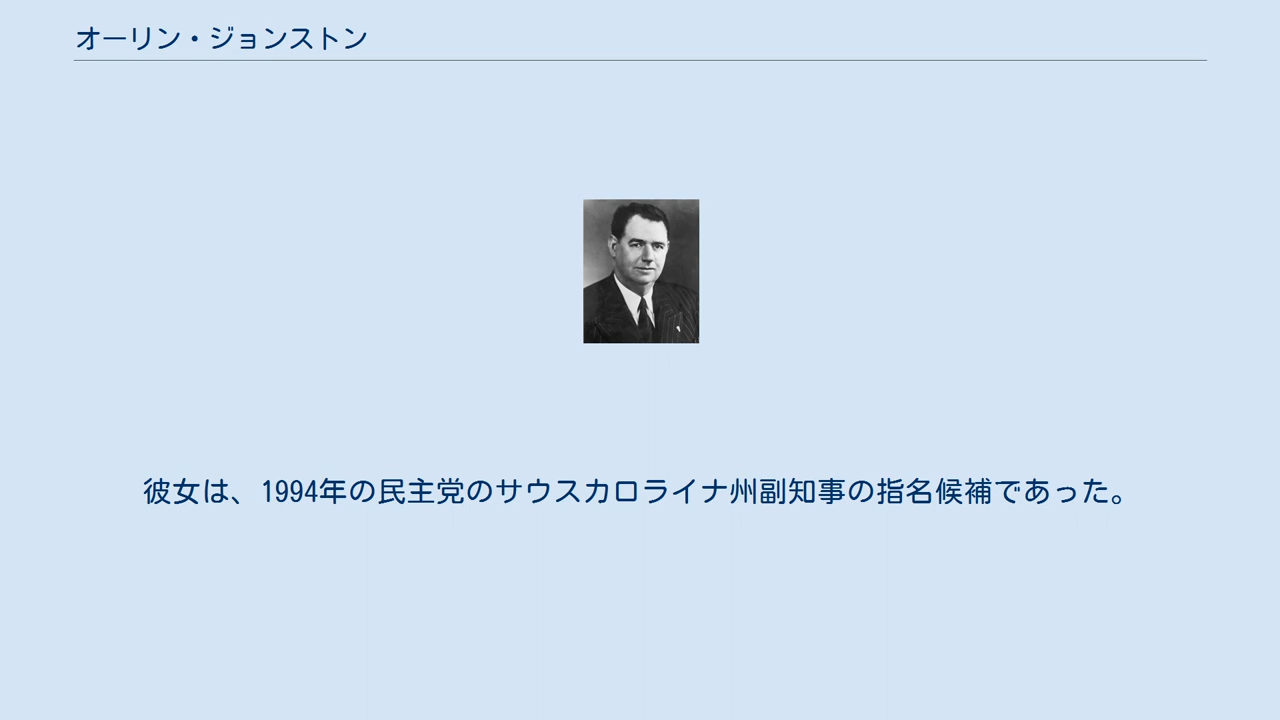 オーリン・ジョンストン
彼女は、1994年の民主党のサウスカロライナ州副知事の指名候補であった。